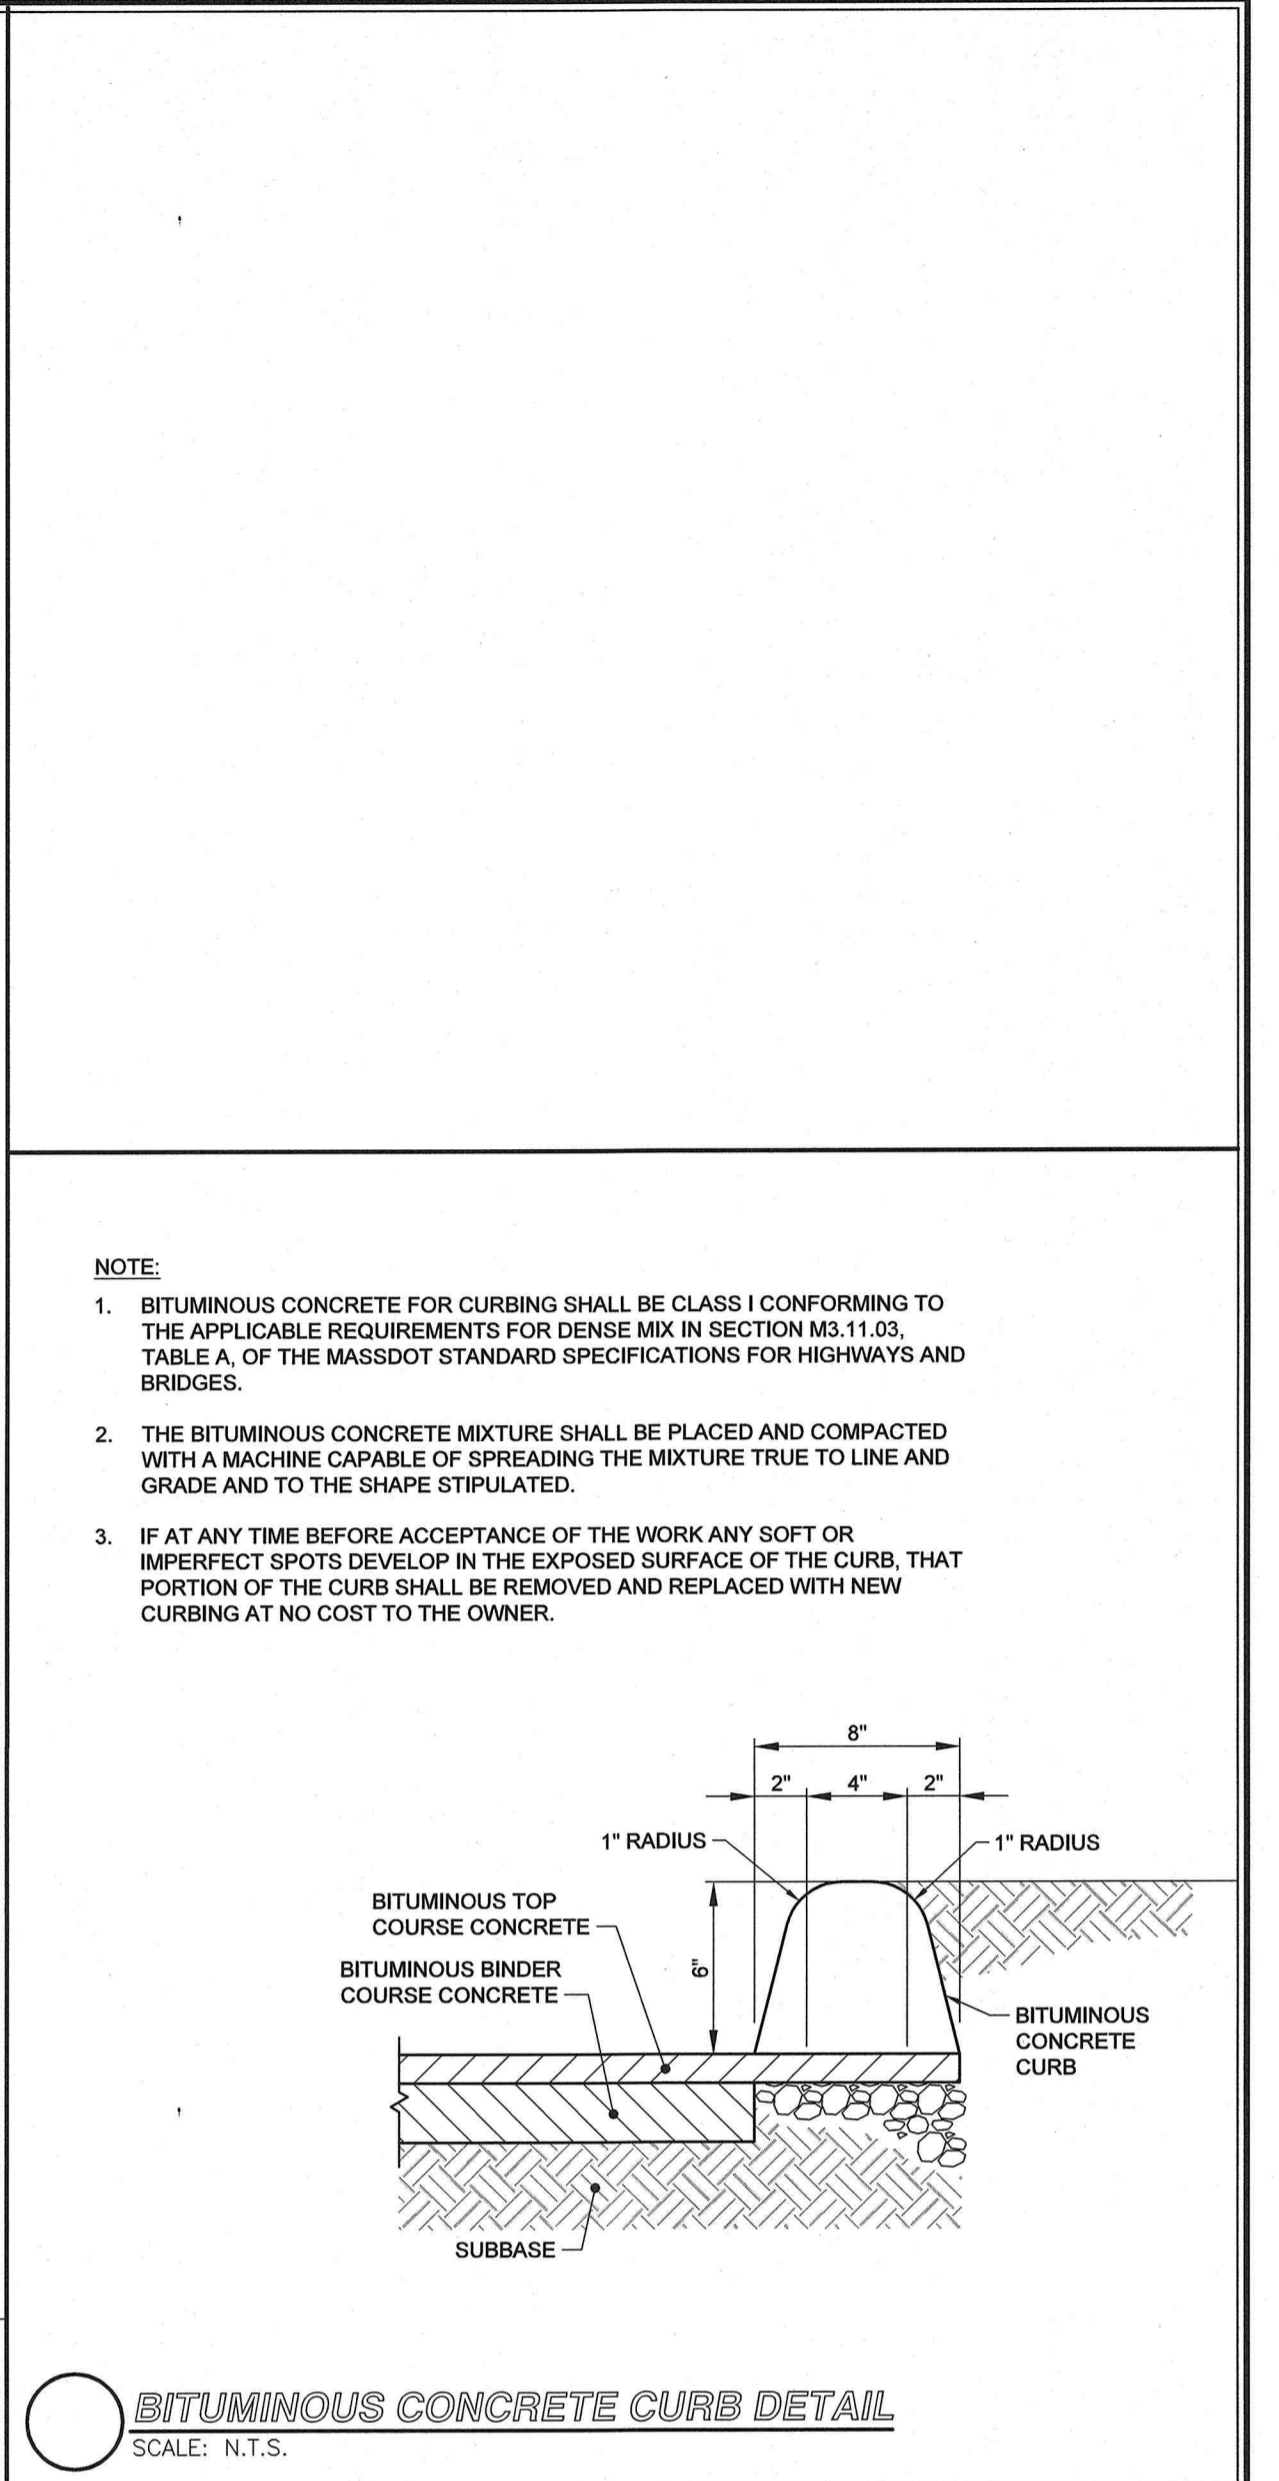 NOTE:
1. BITUMINOUS CONCRETE FOR CURBING SHALL BE CLASS I CONFORMING TO
THE APPLICABLE REQUIREMENTS FOR DENSE MIX IN SECTION M3.11.03,
TABLE A, OF THE MASSDOT STANDARD SPECIFICATIONS FOR HIGHWAYS AND
BRIDGES.
2. THE BITUMINOUS CONCRETE MIXTURE SHALL BE PLACED AND COMPACTED
WITH A MACHINE CAPABLE OF SPREADING THE MIXTURE TRUE TO LINE AND
GRADE AND TO THE SHAPE STIPULATED.
3. IF AT ANY TIME BEFORE ACCEPTANCE OF THE WORK ANY SOFT OR
IMPERFECT SPOTS DEVELOP IN THE EXPOSED SURFACE OF THE CURB, THAT
PORTION OF THE CURB SHALL BE REMOVED AND REPLACED WITH NEW
CURBING AT NO COST TO THE OWNER.
8"
2" 4" 2"
1" RADIUS
1" RADIUS
BITUMINOUS TOP
COURSE CONCRETE
6"
BITUMINOUS BINDER
COURSE CONCRETE
BITUMINOUS
CONCRETE
CURB
SUBBASE
BITUMINOUS CONCRETE CURB DETAIL
SCALE: N.T.S.